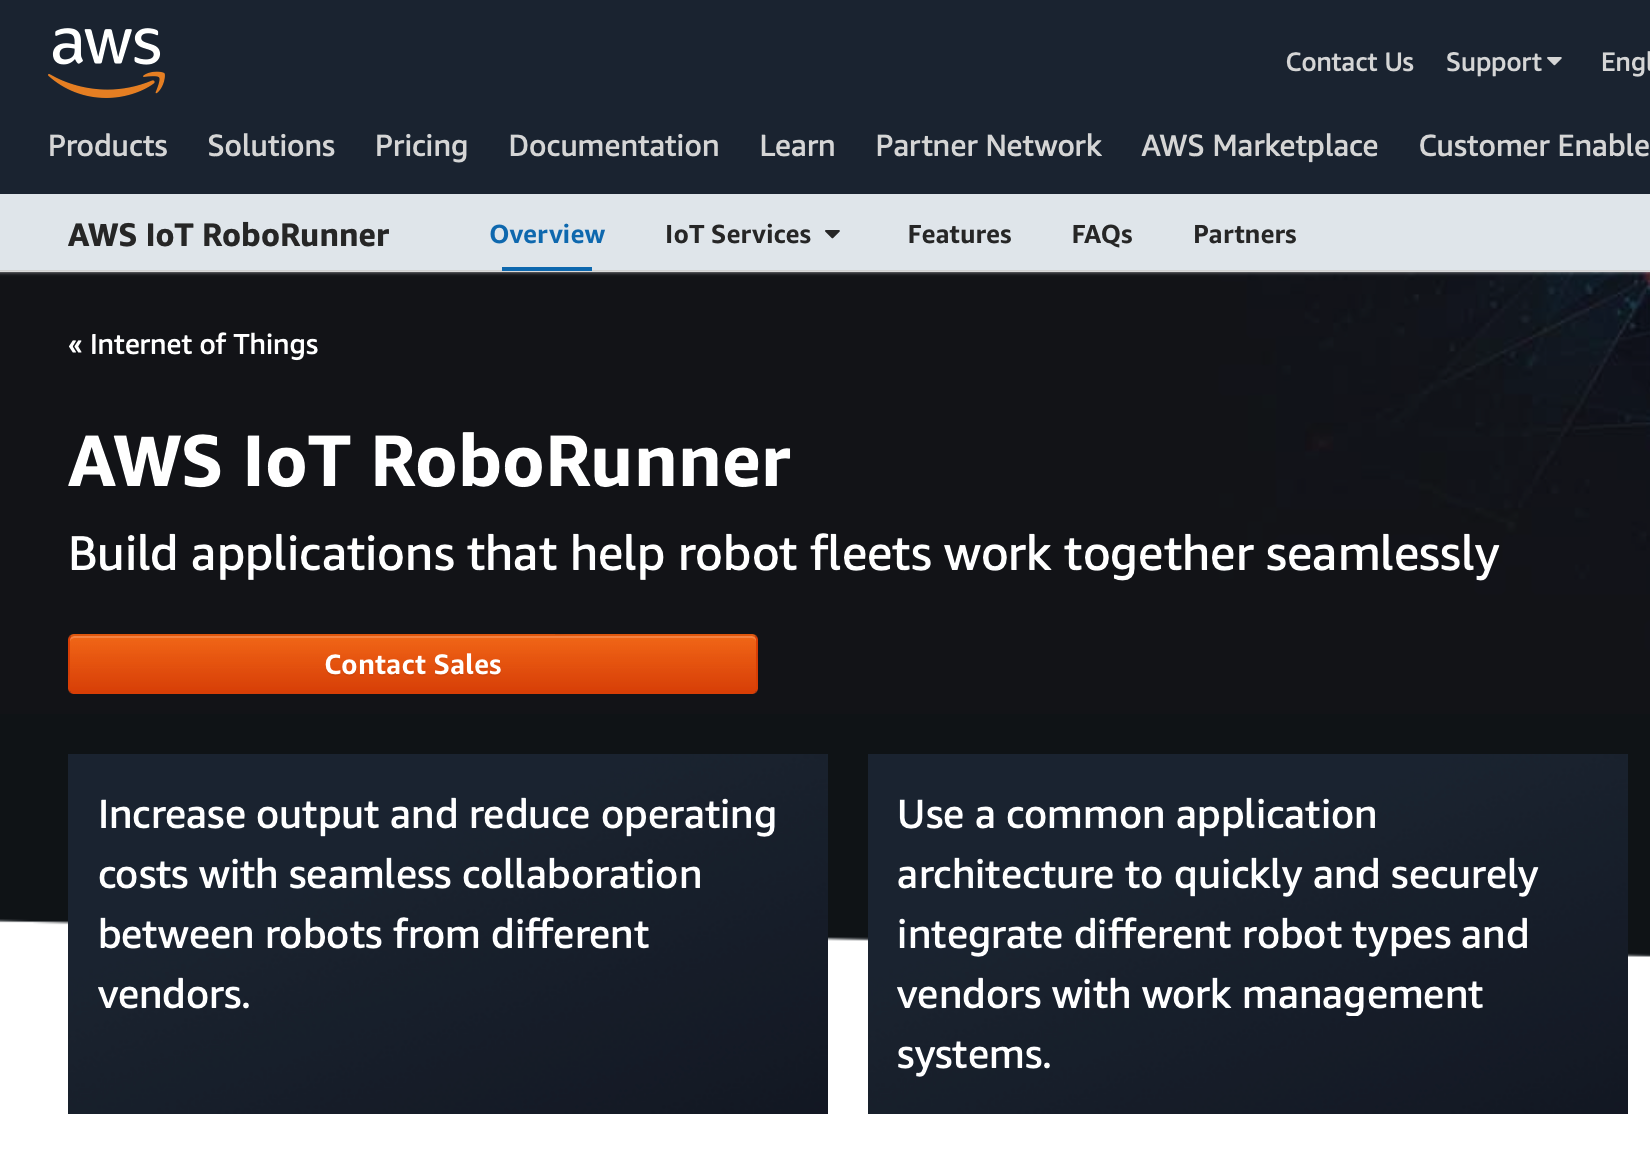 aws
Contact Us Support Engl
Products Solutions Pricing Documentation Learn Partner Network AWS Marketplace Customer Enable
AWS IoT RoboRunner Overview IoT Services Features FAQs Partners
« Internet of Things
AWS IoT RoboRunner
Build applications that help robot fleets work together seamlessly
Contact Sales
Increase output and reduce operating
costs with seamless collaboration
between robots from different
vendors.
Use a common application
architecture to quickly and securely
integrate different robot types and
vendors with work management
systems.